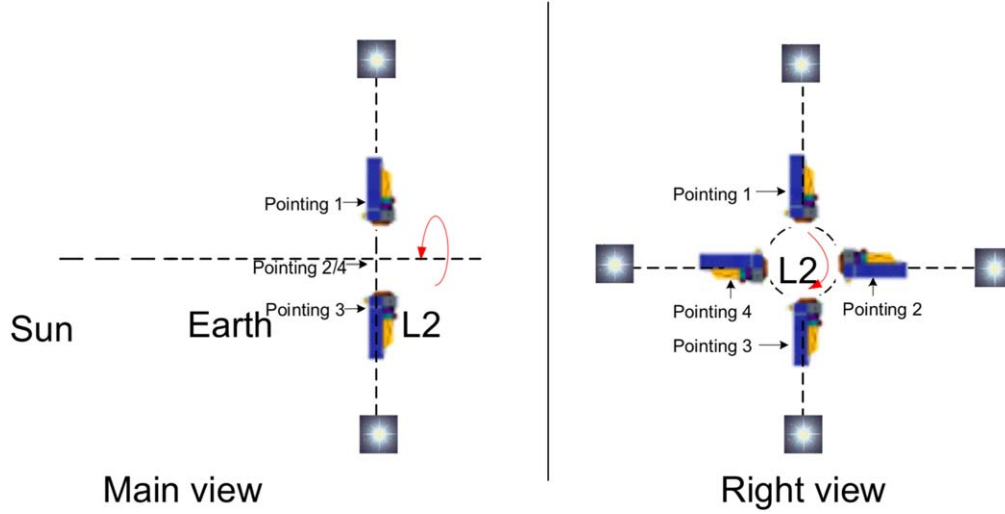 Pointing 1
Pointing 2/4
Pointing 3
Sun
Earth
L2
Main view
Pointing 1
L2
Pointing 4
Pointing 2
Pointing 3
Right view